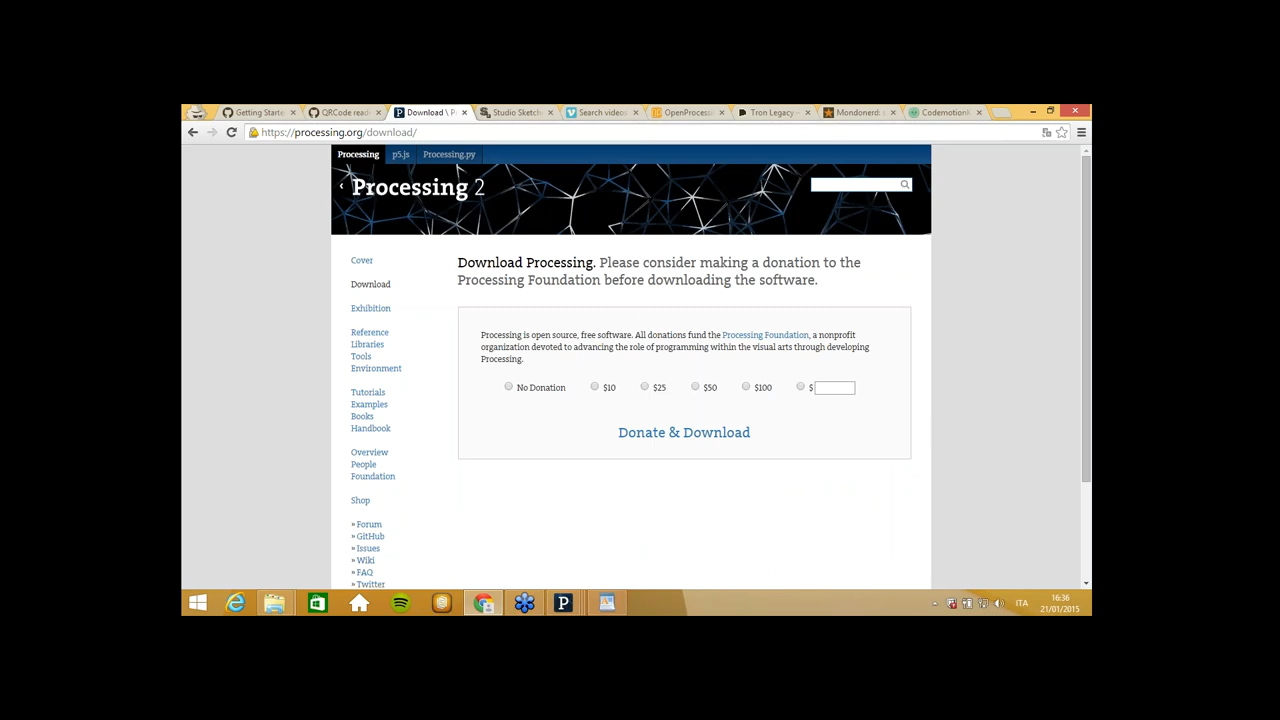 Getting Starte
QRCode read
Download \ P
Studio Sketch
Search videos
OpenProcess
Tron Legacy -
Mondonerd:
Codemotion
https://processing.org/download/
Processing
p5.js
Processing.py
Processing 2
Cover
Download
Exhibition
Reference
Libraries
Tools
Environment
Tutorials
Examples
Books
Handbook
Overview
People
Foundation
Shop
» Forum
» GitHub
» Issues
» Wiki
» FAQ
» Twitter
Download Processing. Please consider making a donation to the
Processing Foundation before downloading the software.
Processing is open source, free software. All donations fund the Processing Foundation, a nonprofit
organization devoted to advancing the role of programming within the visual arts through developing
Processing.
No Donation
$10
$25
$50
$100
$
Donate & Download
ITA
16:36
21/01/2015